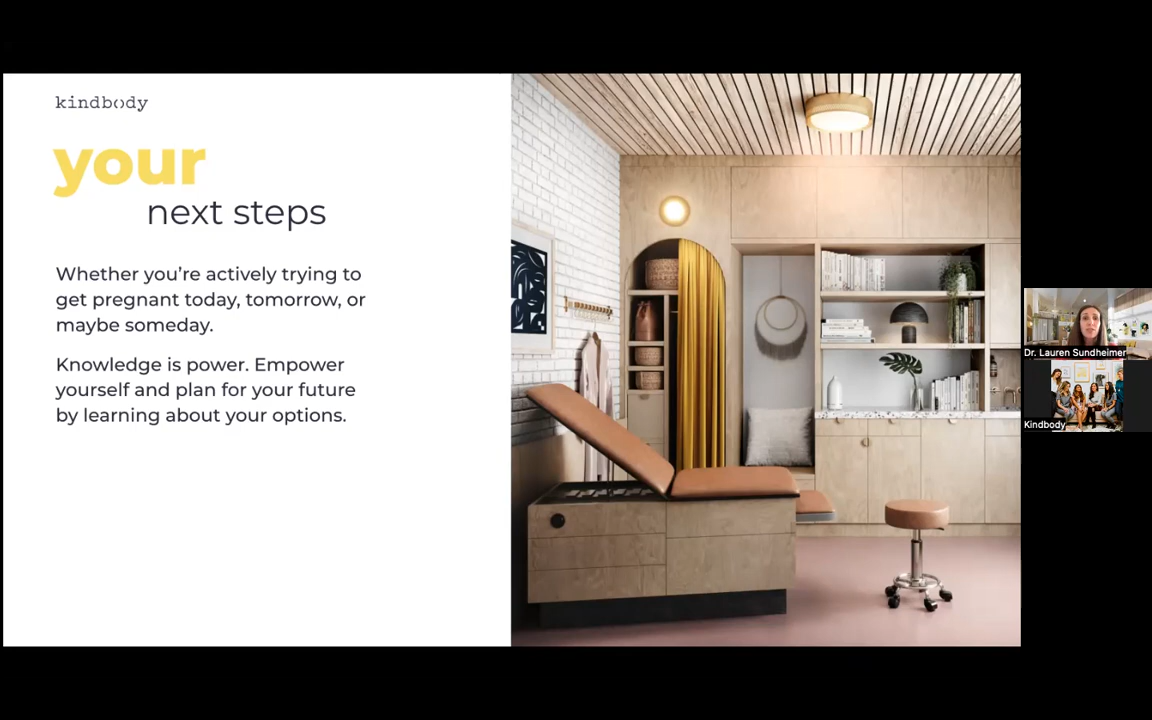 kindbody
your
next steps
Whether you’re actively trying to
get pregnant today, tomorrow, or
maybe someday.
Knowledge is power. Empower
yourself and plan for your future
by learning about your options.
Dr. Lauren Sundheimer
Kindbody